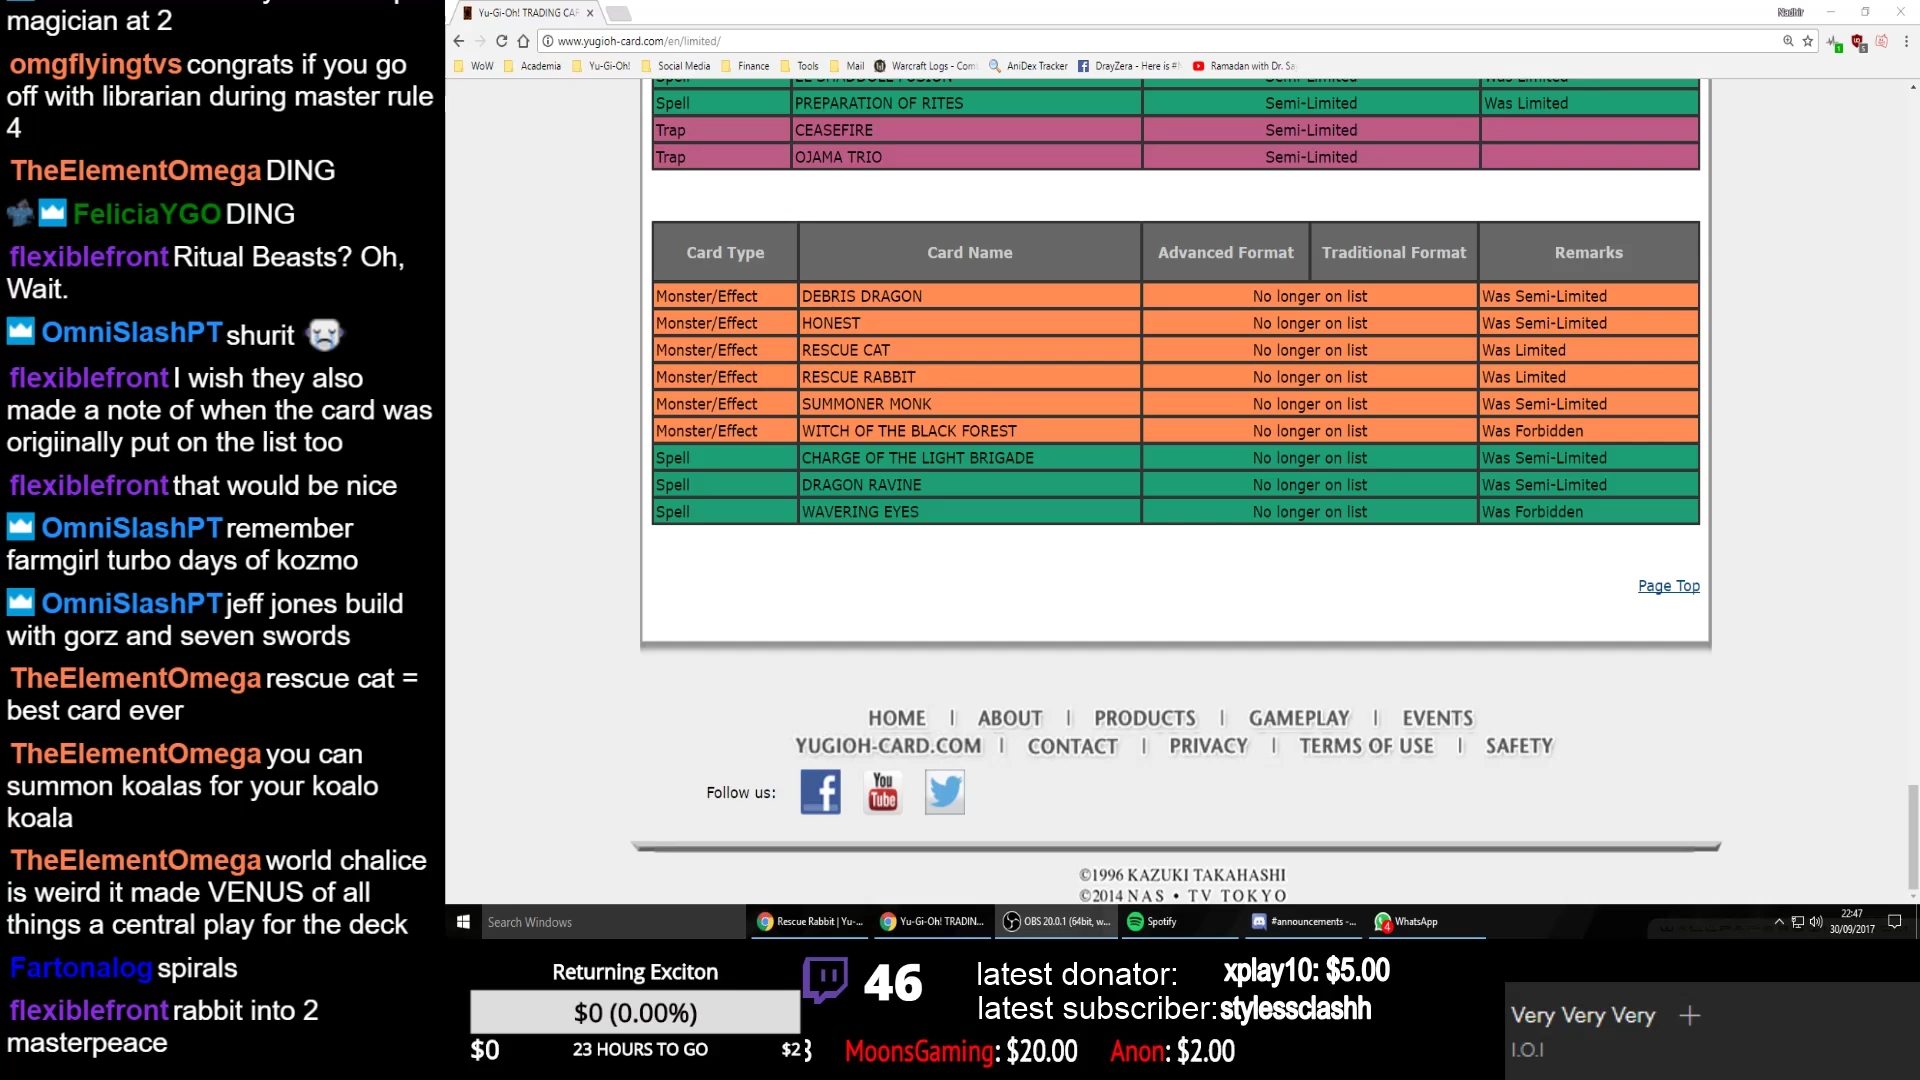 magician at 2
omgflyingtvs congrats if you go
off with librarian during master rule
4
TheElementOmega DING
FeliciaYGO DING
flexiblefront Ritual Beasts? Oh,
Wait.
OmniSlashPT shurit
flexiblefront I wish they also
made a note of when the card was
origiinally put on the list too
flexiblefront that would be nice
OmniSlashPT remember
farmgirl turbo days of kozmo
OmniSlashPT jeff jones build
with gorz and seven swords
TheElementOmega rescue cat =
best card ever
TheElementOmega you can
summon koalas for your koalo
koala
TheElementOmega world chalice
is weird it made VENUS of all
things a central play for the deck
Fartonalog spirals
flexiblefront rabbit into 2
masterpeace
Yu-Gi-Oh! TRADING CAR
Nadhir
www.yugioh-card.com/en/limited/
WoW Academia Yu-Gi-Oh! Social Media Finance Tools Mail Warcraft Logs - Com AniDex Tracker DrayZera - Here is # Ramadan with Dr. Sa
Spell PREPARATION OF RITES Semi-Limited Was Limited
Trap CEASEFIRE Semi-Limited
Trap OJAMA TRIO Semi-Limited
Card Type Card Name Advanced Format Traditional Format Remarks
Monster/Effect DEBRIS DRAGON No longer on list Was Semi-Limited
Monster/Effect HONEST No longer on list Was Semi-Limited
Monster/Effect RESCUE CAT No longer on list Was Limited
Monster/Effect RESCUE RABBIT No longer on list Was Limited
Monster/Effect SUMMONER MONK No longer on list Was Semi-Limited
Monster/Effect WITCH OF THE BLACK FOREST No longer on list Was Forbidden
Spell CHARGE OF THE LIGHT BRIGADE No longer on list Was Semi-Limited
Spell DRAGON RAVINE No longer on list Was Semi-Limited
Spell WAVERING EYES No longer on list Was Forbidden
Page Top
HOME | ABOUT | PRODUCTS | GAMEPLAY | EVENTS
YUGIOH-CARD.COM | CONTACT | PRIVACY | TERMS OF USE | SAFETY
Follow us: You Tube
©1996 KAZUKI TAKAHASHI
©2014 NAS • TV TOKYO
Search Windows Rescue Rabbit | Yu-... Yu-Gi-Oh! TRADIN... OBS 20.0.1 (64bit, w... Spotify #announcements -... 4 WhatsApp
22:47
30/09/2017
Returning Exciton
$0 (0.00%)
$0 23 HOURS TO GO $2
46
latest donator: xplay10: $5.00
latest subscriber: stylessclashh
MoonsGaming: $20.00 Anon: $2.00
Very Very Very
I.O.I